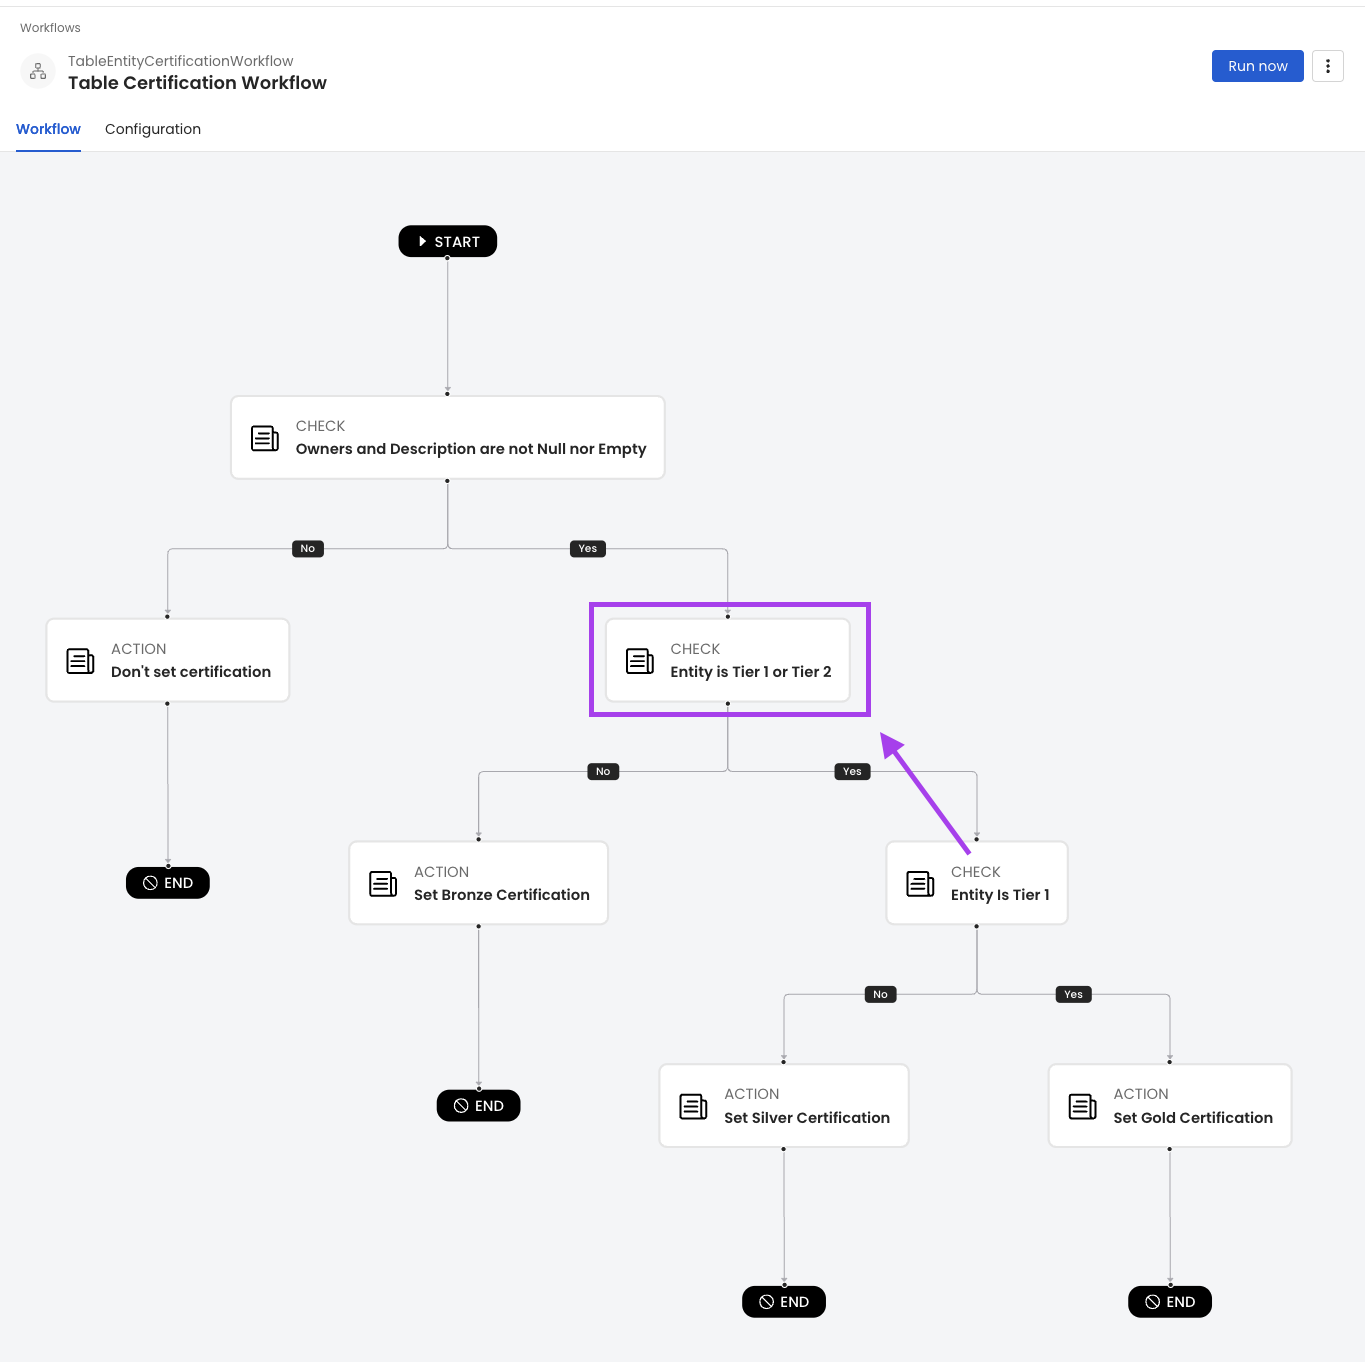 Workflows
TableEntityCertificationWorkflow
Table Certification Workflow
Run now
Workflow
Configuration
START
CHECK
Owners and Description are not Null nor Empty
No
Yes
ACTION
Don't set certification
CHECK
Entity is Tier 1 or Tier 2
No
Yes
ACTION
Set Bronze Certification
CHECK
Entity Is Tier 1
END
No
Yes
ACTION
Set Silver Certification
ACTION
Set Gold Certification
END
END
END